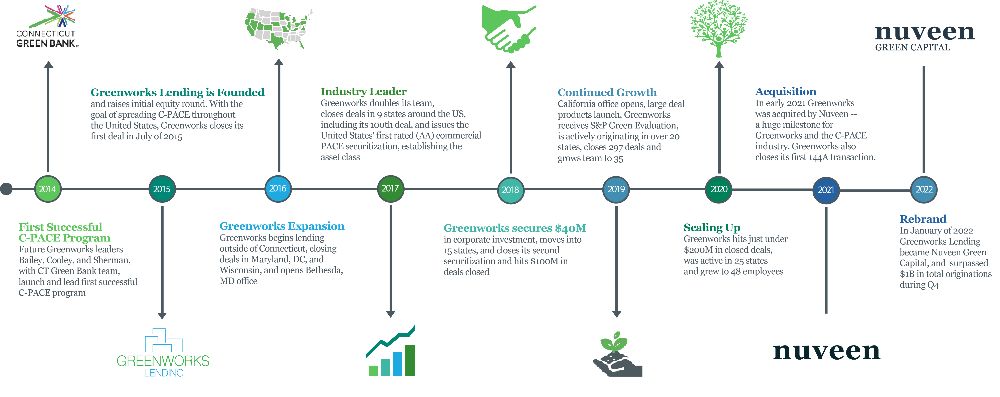 CONNECTICUT
GREEN BANK
First Successful
C-PACE Program
Future Greenworks leaders
Bailey, Cooley, and Sherman,
with CT Green Bank team,
launch and lead first successful
C-PACE program
2014
Greenworks Lending is Founded
and raises initial equity round. With the
goal of spreading C-PACE throughout
the United States, Greenworks closes its
first deal in July of 2015
2015
GREENWORKS
LENDING
2016
Greenworks Expansion
Greenworks begins lending
outside of Connecticut, closing
deals in Maryland, DC, and
Wisconsin, and opens Bethesda,
MD office
Industry Leader
Greenworks doubles its team,
closes deals in 9 states around the US,
including its 100th deal, and issues the
United States’ first rated (AA) commercial
PACE securitization, establishing the
asset class
2017
2018
Greenworks secures $40M
in corporate investment, moves into
15 states, and closes its second
securitization and hits $100M in
deals closed
Continued Growth
California office opens, large deal
products launch, Greenworks
receives S&P Green Evaluation,
is actively originating in over 20
states, closes 297 deals and
grows team to 35
2019
2020
Scaling Up
Greenworks hits just under
$200M in closed deals,
was active in 25 states
and grew to 48 employees
Acquisition
In early 2021 Greenworks
was acquired by Nuveen --
a huge milestone for
Greenworks and the C-PACE
industry. Greenworks also
closes its first 144A transaction.
2021
nuveen
nuveen
GREEN CAPITAL
2022
Rebrand
In January of 2022
Greenworks Lending
became Nuveen Green
Capital, and  surpassed
$1B in total originations
during Q4